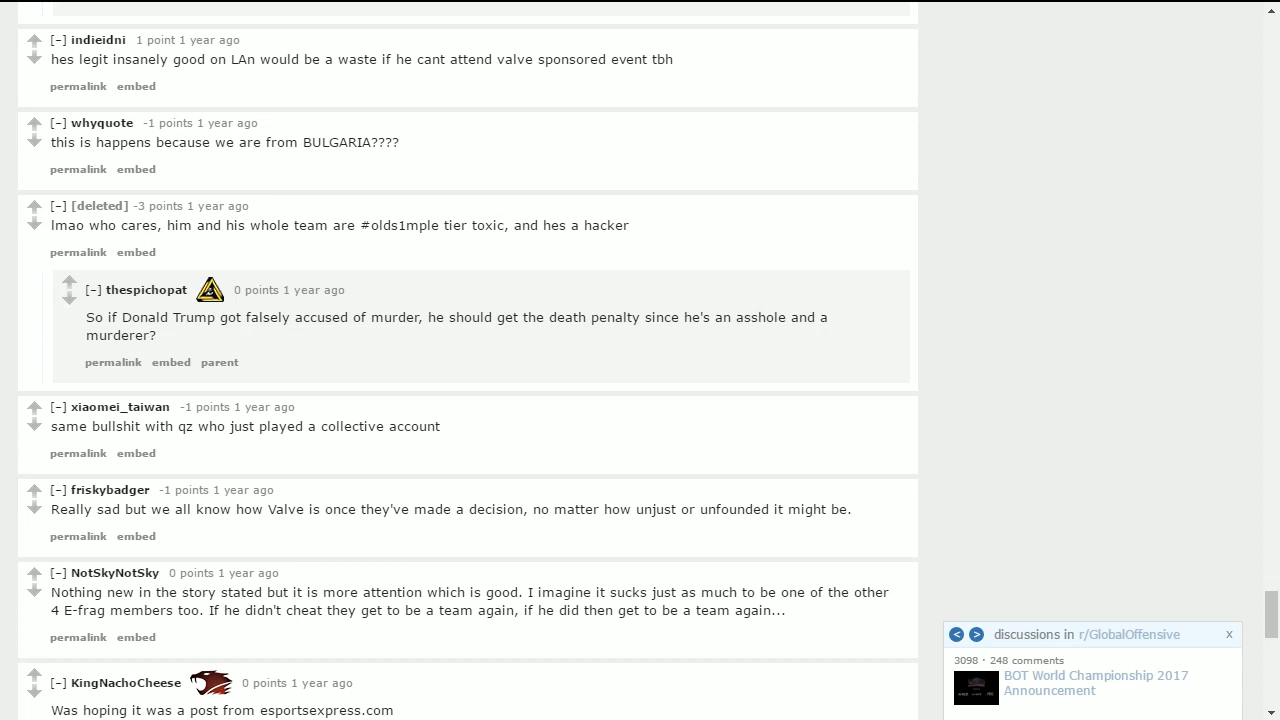 [–] indieidni 1 point 1 year ago
hes legit insanely good on LAn would be a waste if he cant attend valve sponsored event tbh
permalink embed
[–] whyquote -1 points 1 year ago
this is happens because we are from BULGARIA????
permalink embed
[–] [deleted] -3 points 1 year ago
lmao who cares, him and his whole team are #olds1mple tier toxic, and hes a hacker
permalink embed
[–] thespichopat 0 points 1 year ago
So if Donald Trump got falsely accused of murder, he should get the death penalty since he's an asshole and a
murderer?
permalink embed parent
[–] xiaomei_taiwan -1 points 1 year ago
same bullshit with qz who just played a collective account
permalink embed
[–] friskybadger -1 points 1 year ago
Really sad but we all know how Valve is once they've made a decision, no matter how unjust or unfounded it might be.
permalink embed
[–] NotSkyNotSky 0 points 1 year ago
Nothing new in the story stated but it is more attention which is good. I imagine it sucks just as much to be one of the other
4 E-frag members too. If he didn't cheat they get to be a team again, if he did then get to be a team again...
permalink embed
[–] KingNachoCheese 0 points 1 year ago
Was hoping it was a post from esportsexpress.com
< > discussions in r/GlobalOffensive X
3098 · 248 comments
BOT World Championship 2017
Announcement